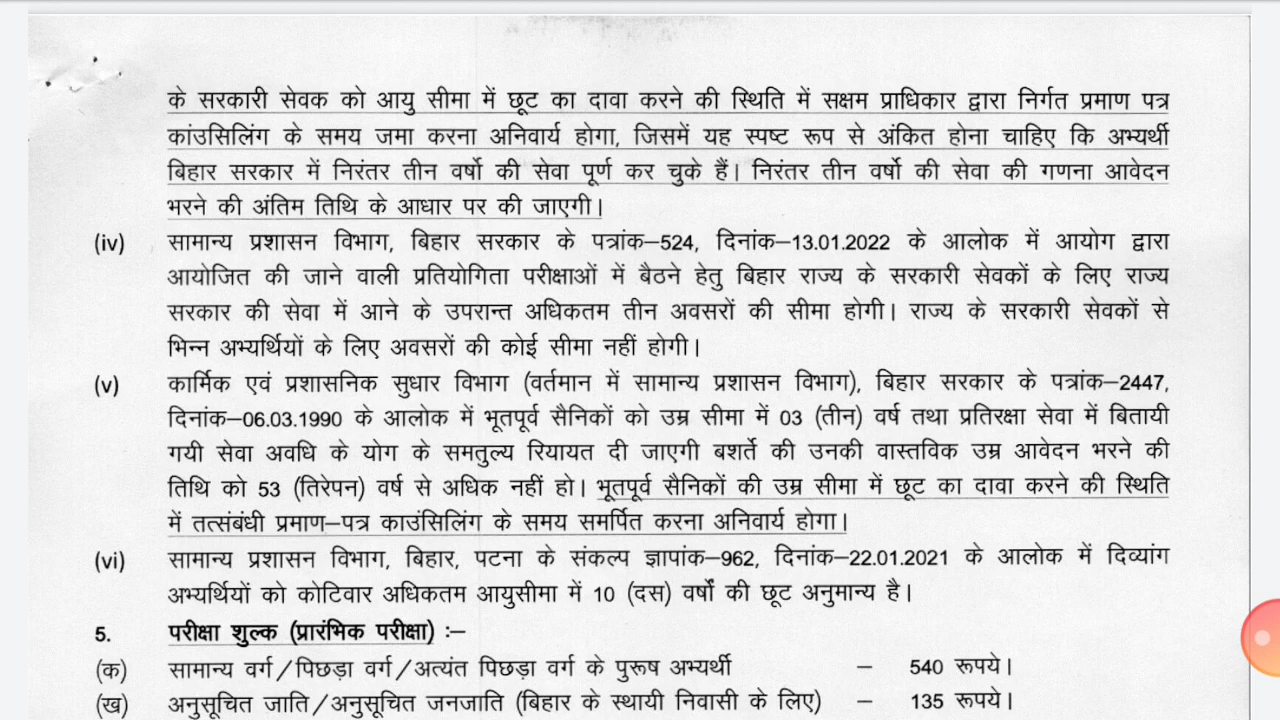 के सरकारी सेवक को आयु सीमा में छूट का दावा करने की स्थिति में सक्षम प्राधिकार द्वारा निर्गत प्रमाण पत्र
कांउसिलिंग के समय जमा करना अनिवार्य होगा, जिसमें यह स्पष्ट रूप से अंकित होना चाहिए कि अभ्यर्थी
बिहार सरकार में निरंतर तीन वर्षो की सेवा पूर्ण कर चुके हैं। निरंतर तीन वर्षो की सेवा की गणना आवेदन
भरने की अंतिम तिथि के आधार पर की जाएगी।
(iv) सामान्य प्रशासन विभाग, बिहार सरकार के पत्रांक–524, दिनांक–13.01.2022 के आलोक में आयोग द्वारा
आयोजित की जाने वाली प्रतियोगिता परीक्षाओं में बैठने हेतु बिहार राज्य के सरकारी सेवकों के लिए राज्य
सरकार की सेवा में आने के उपरान्त अधिकतम तीन अवसरों की सीमा होगी। राज्य के सरकारी सेवकों से
भिन्न अभ्यर्थियों के लिए अवसरों की कोई सीमा नहीं होगी।
(v) कार्मिक एवं प्रशासनिक सुधार विभाग (वर्तमान में सामान्य प्रशासन विभाग), बिहार सरकार के पत्रांक–2447,
दिनांक–06.03.1990 के आलोक में भूतपूर्व सैनिकों को उम्र सीमा में 03 (तीन) वर्ष तथा प्रतिरक्षा सेवा में बितायी
गयी सेवा अवधि के योग के समतुल्य रियायत दी जाएगी बशर्ते की उनकी वास्तविक उम्र आवेदन भरने की
तिथि को 53 (तिरेपन) वर्ष से अधिक नहीं हो। भूतपूर्व सैनिकों की उम्र सीमा में छूट का दावा करने की स्थिति
में तत्संबंधी प्रमाण–पत्र काउंसिलिंग के समय समर्पित करना अनिवार्य होगा।
(vi) सामान्य प्रशासन विभाग, बिहार, पटना के संकल्प ज्ञापांक–962, दिनांक–22.01.2021 के आलोक में दिव्यांग
अभ्यर्थियों को कोटिवार अधिकतम आयुसीमा में 10 (दस) वर्षों की छूट अनुमान्य है।
5. परीक्षा शुल्क (प्रारंभिक परीक्षा) :–
(क) सामान्य वर्ग/पिछड़ा वर्ग/अत्यंत पिछड़ा वर्ग के पुरूष अभ्यर्थी – 540 रूपये।
(ख) अनुसूचित जाति/अनुसूचित जनजाति (बिहार के स्थायी निवासी के लिए) – 135 रूपये।